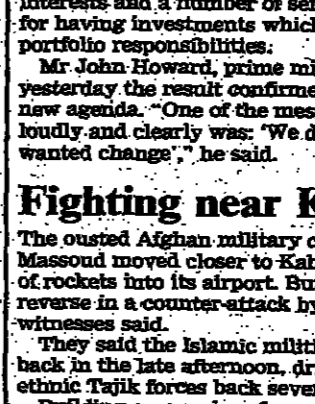 interests and a number of se
for having investments which
portfolio responsibilities.
Mr John Howard, prime mi
yesterday the result confirme
new agenda. "One of the mes
loudly and clearly was: 'We d
wanted change'," he said.
Fighting near K
The ousted Afghan military c
Massoud moved closer to Kab
of rockets into its airport. Bu
reverse in a counter-attack by
witnesses said.
They said the Islamic militi
back in the late afternoon, dr
ethnic Tajik forces back seve